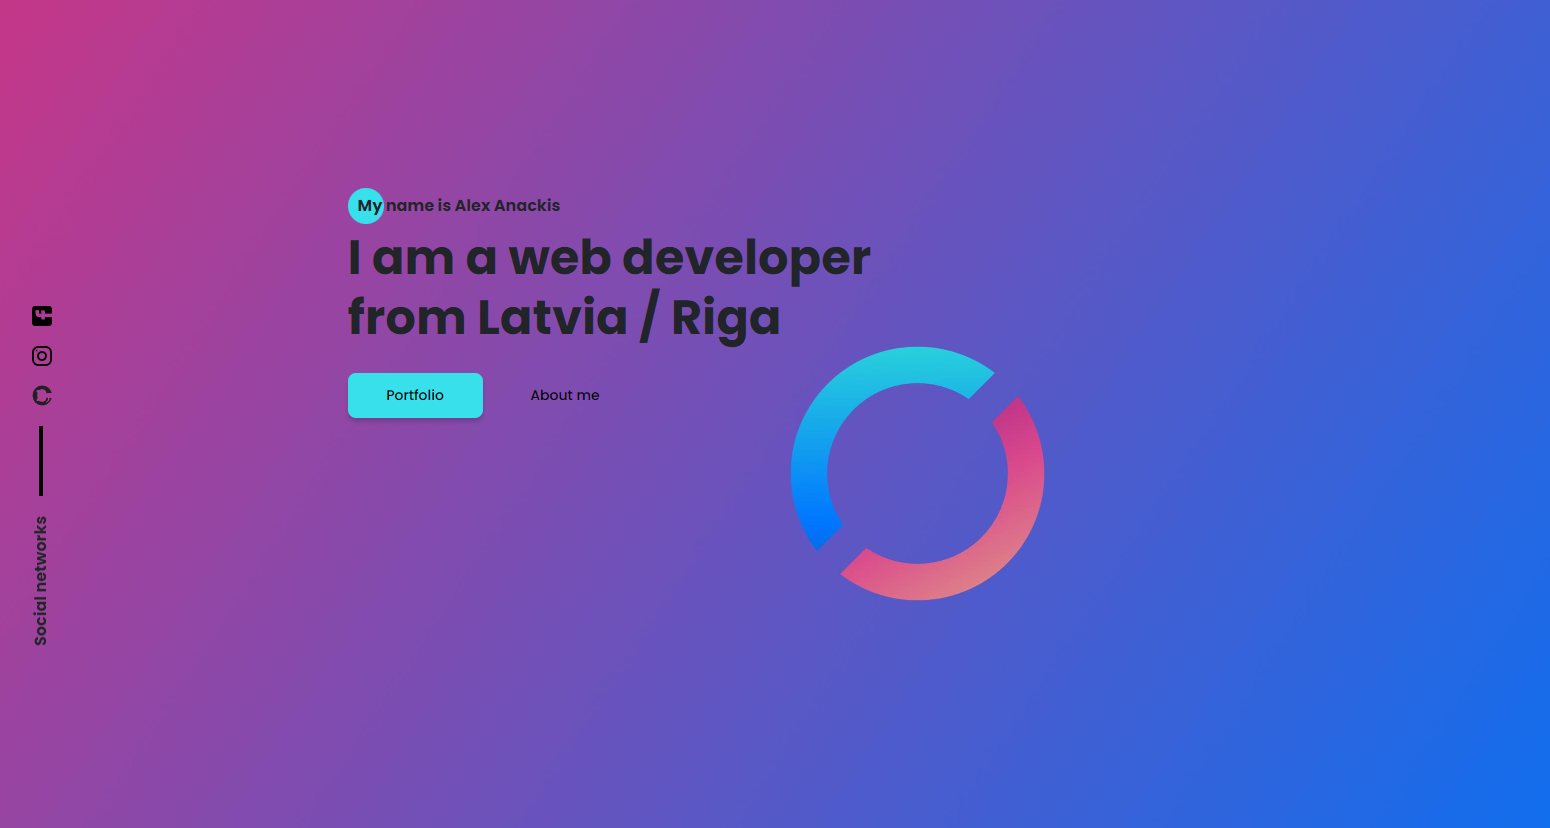 My name is Alex Anackis
I am a web developer
from Latvia / Riga
Portfolio
About me
Social networks